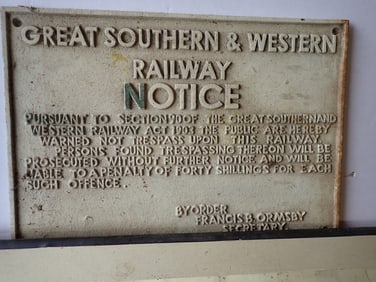 GREAT SOUTHERN & WESTERN
RAILWAY
NOTICE
PURSUANT TO SECTION 90 OF THE GREAT SOUTHERN AND
WESTERN RAILWAY ACT 1903 THE PUBLIC ARE HEREBY
WARNED NOT TRESPASS UPON THIS RAILWAY
PERSONS FOUND TRESPASSING THEREON WILL BE
PROSECUTED WITHOUT FURTHER NOTICE AND WILL BE
LIABLE TO A PENALTY OF FORTY SHILLINGS FOR EACH
SUCH OFFENCE.
BY ORDER
FRANCIS B. ORMSBY
SECRETARY.